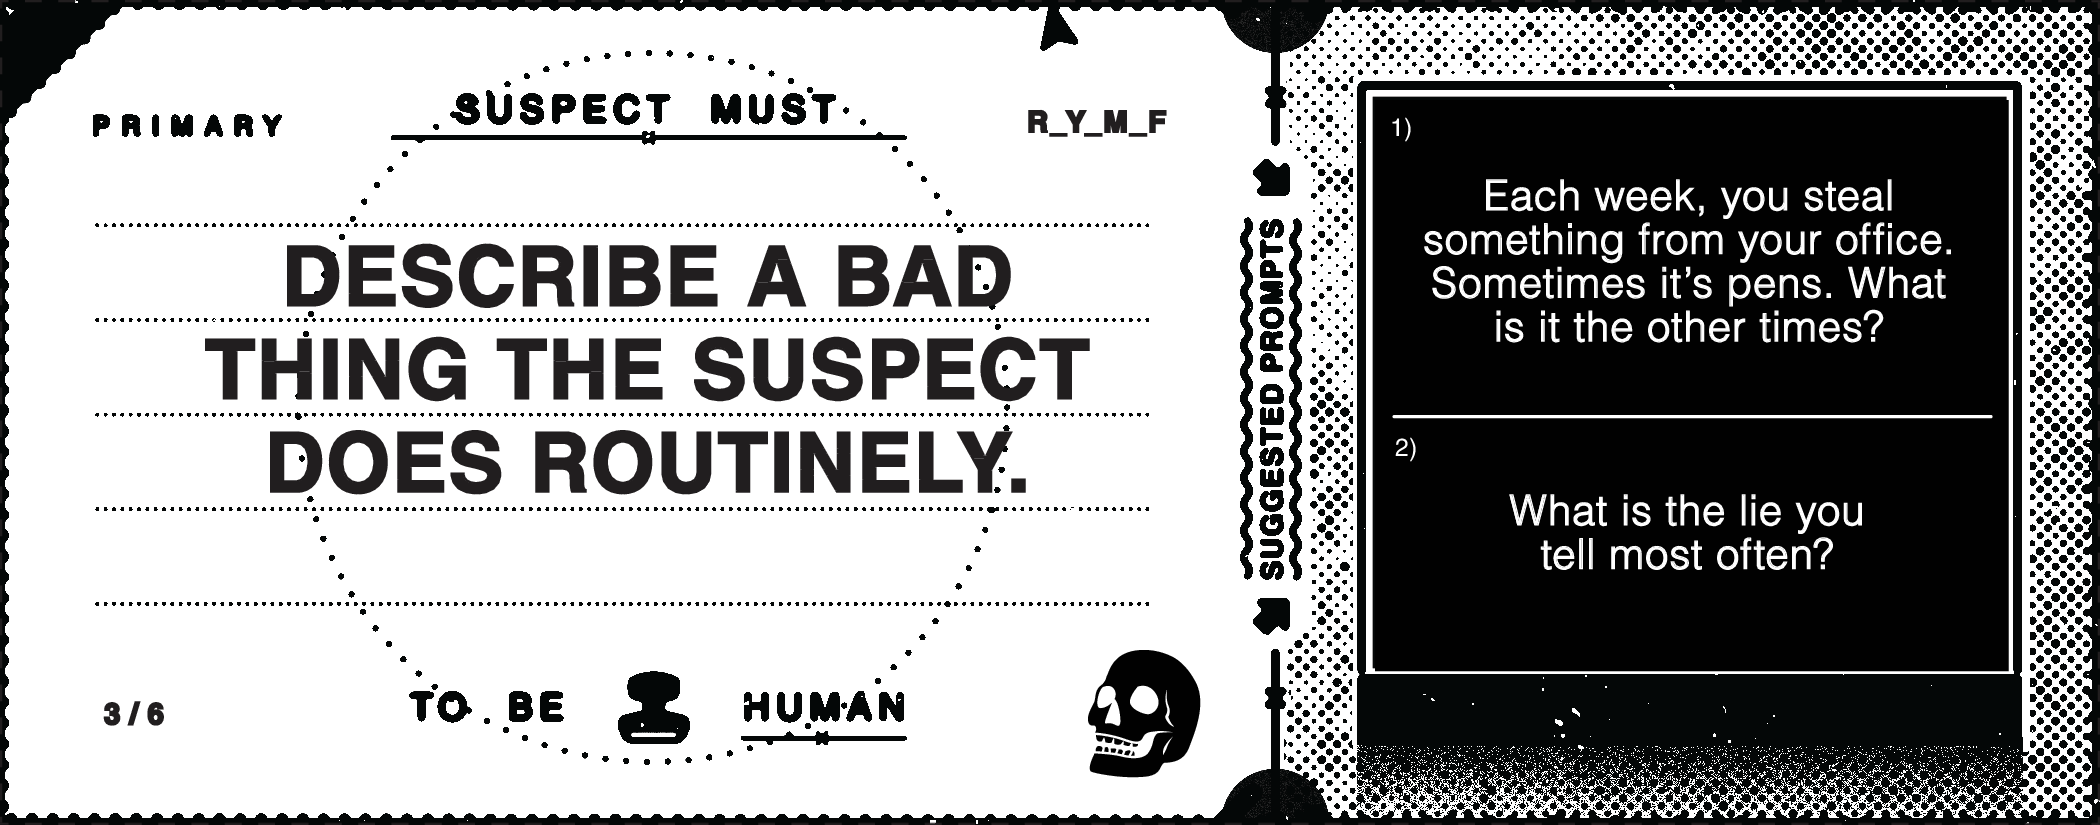 PRIMARY
SUSPECT MUST
R_Y_M_F
DESCRIBE A BAD
THING THE SUSPECT
DOES ROUTINELY.
3/6
TO BE HUMAN
SUGGESTED PROMPTS
1)
Each week, you steal
something from your office.
Sometimes it’s pens. What
is it the other times?
2)
What is the lie you
tell most often?